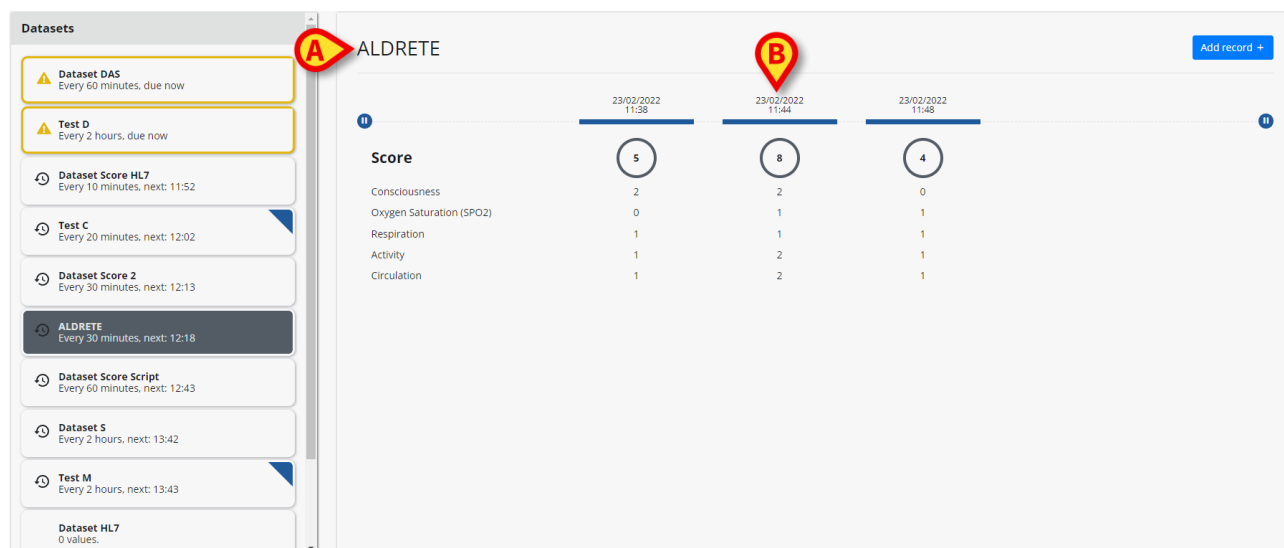 Datasets
Dataset DAS
Every 60 minutes, due now
Test D
Every 2 hours, due now
Dataset Score HL7
Every 10 minutes, next: 11:52
Test C
Every 20 minutes, next: 12:02
Dataset Score 2
Every 30 minutes, next: 12:13
ALDRETE
Every 30 minutes, next: 12:18
Dataset Score Script
Every 60 minutes, next: 12:43
Dataset S
Every 2 hours, next: 13:42
Test M
Every 2 hours, next: 13:43
Dataset HL7
0 values.
A
ALDRETE
B
Add record +
23/02/2022 23/02/2022 23/02/2022
11:38 11:44 11:48
Score 5 8 4
Consciousness 2 2 0
Oxygen Saturation (SPO2) 0 1 1
Respiration 1 1 1
Activity 1 2 1
Circulation 1 2 1